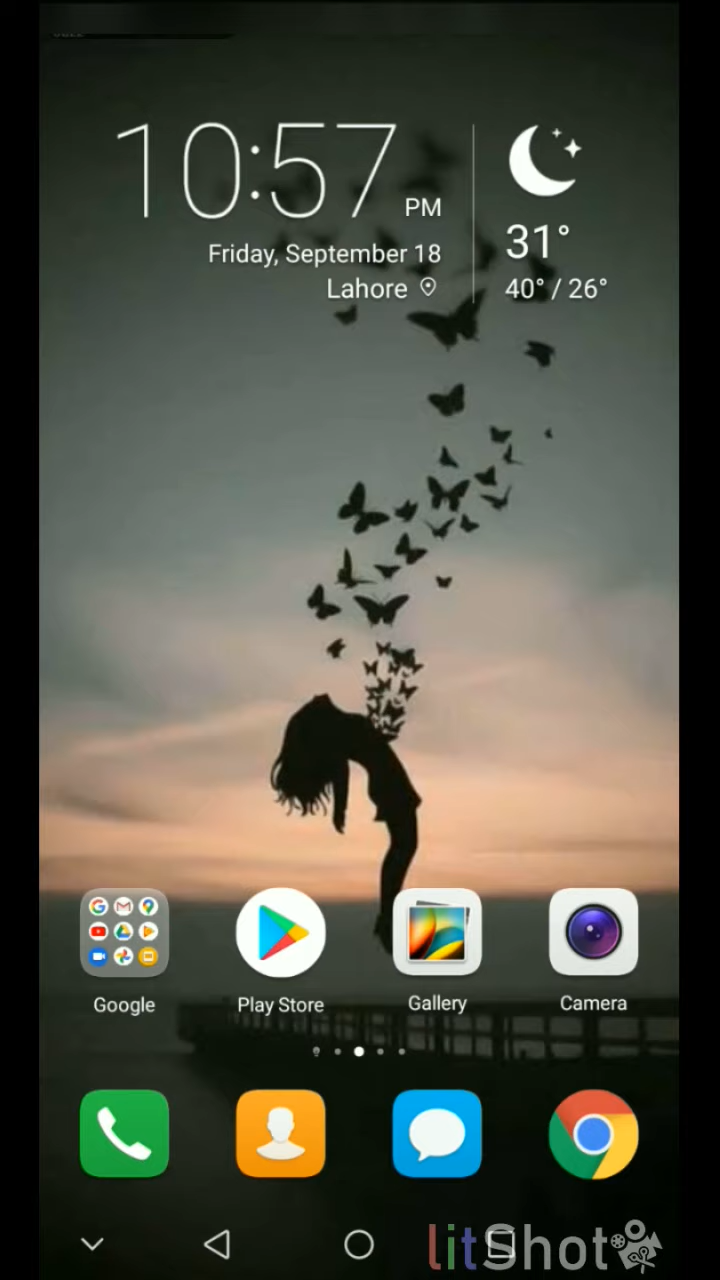 10:57 PM
Friday, September 18
Lahore
31°
40° / 26°
Google
Play Store
Gallery
Camera
litShot